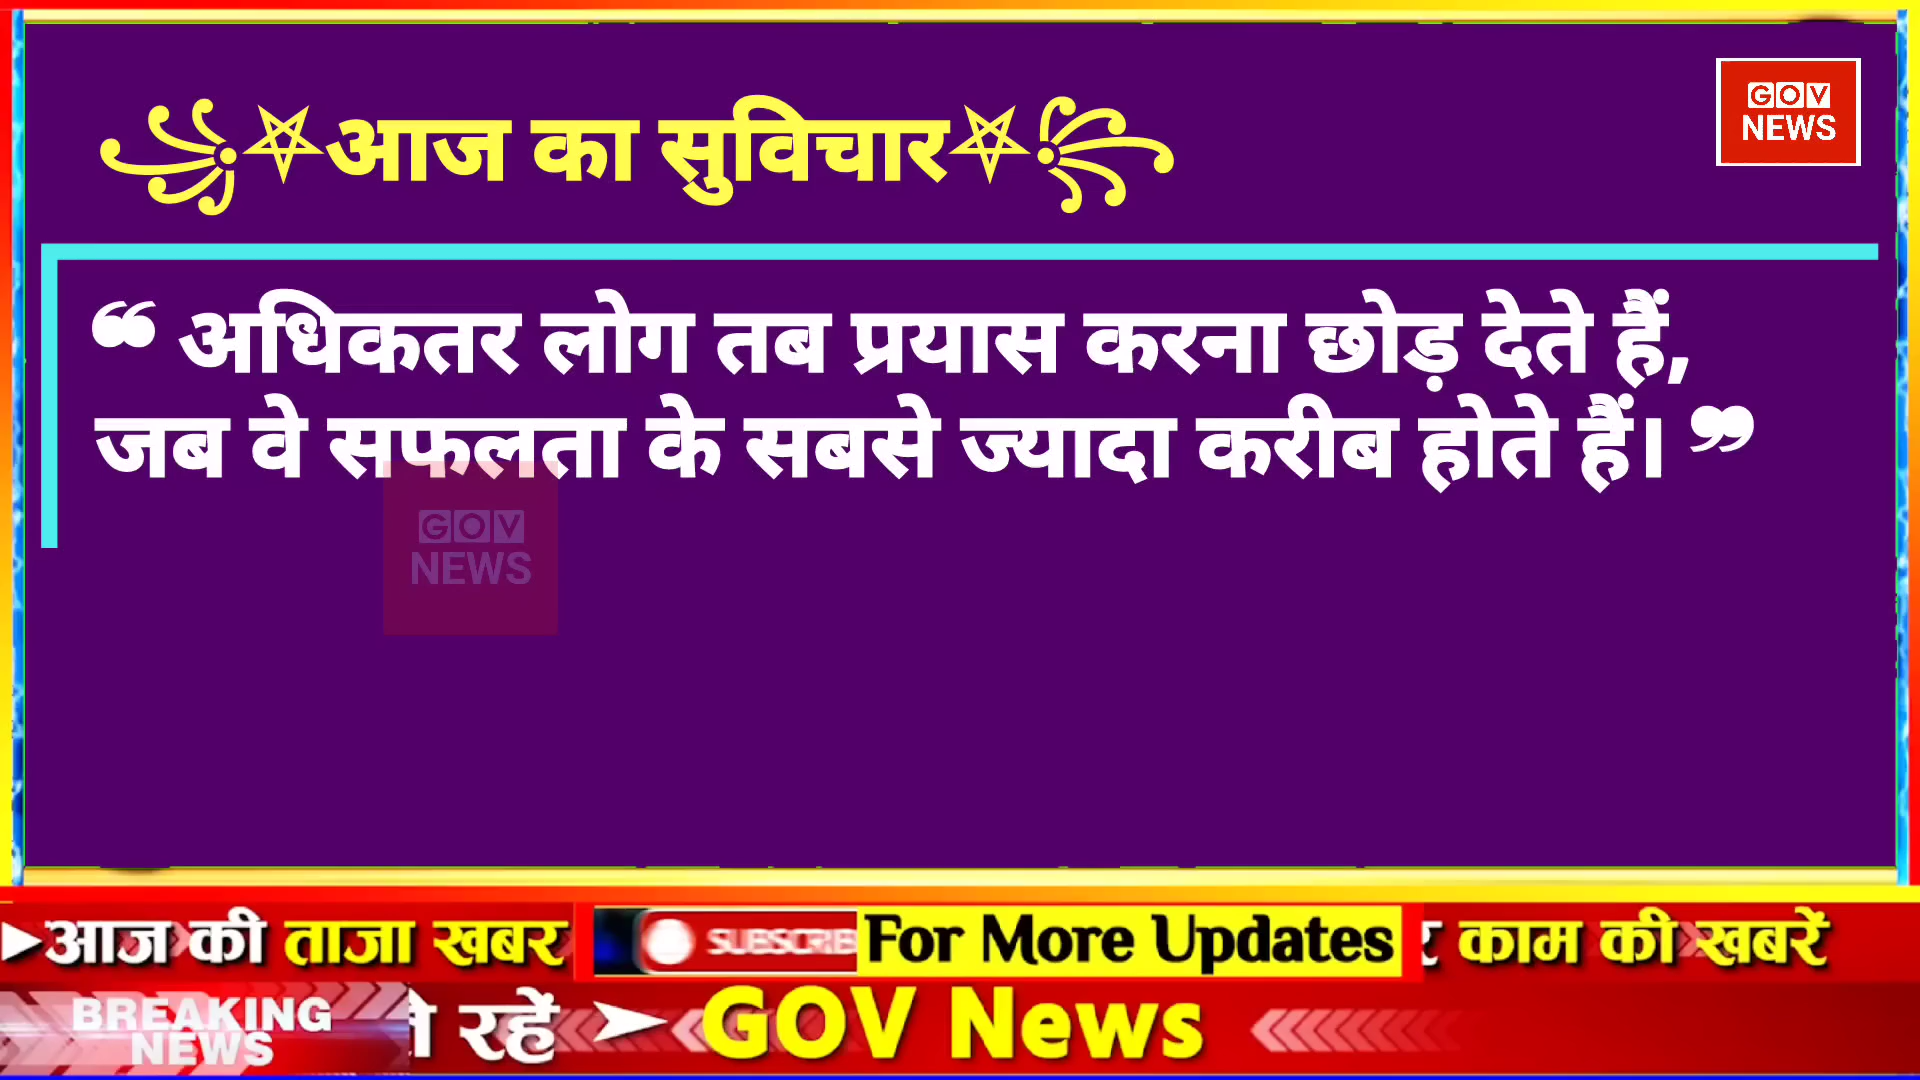 आज का सुविचार
GOV
NEWS
❝ अधिकतर लोग तब प्रयास करना छोड़ देते हैं,
जब वे सफलता के सबसे ज्यादा करीब होते हैं। ❞
GOV
NEWS
आज की ताजा खबर
SUBSCRIB
For More Updates
काम की खबरें
BREAKING
NEWS
रहें
GOV News